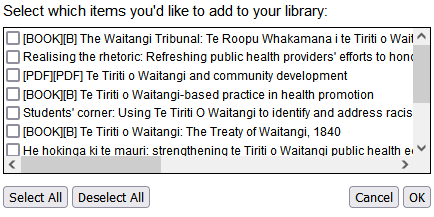 Select which items you'd like to add to your library:
[BOOK][B] The Waitangi Tribunal: Te Roopu Whakamana i te Tiriti o Wait
Realising the rhetoric: Refreshing public health providers' efforts to hono
[PDF][PDF] Te Tiriti o Waitangi and community development
[BOOK][B] Te Tiriti o Waitangi-based practice in health promotion
Students' corner: Using Te Tiriti O Waitangi to identify and address racis
[BOOK][B] Te Tiriti o Waitangi: The Treaty of Waitangi, 1840
He hokinga ki te mauri: strengthening te Tiriti o Waitangi public health
Select All Deselect All Cancel OK